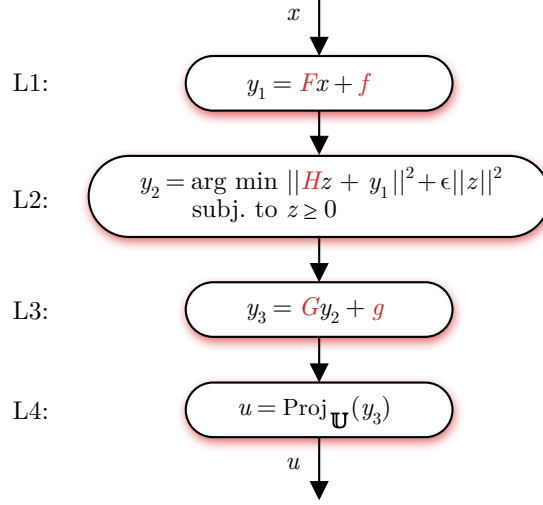 x
L1: y₁ = Fx + f
L2: y₂ = arg min ||Hz + y₁||² + ϵ||z||²
subj. to z ≥ 0
L3: y₃ = Gy₂ + g
L4: u = Proj_𝕌(y₃)
u